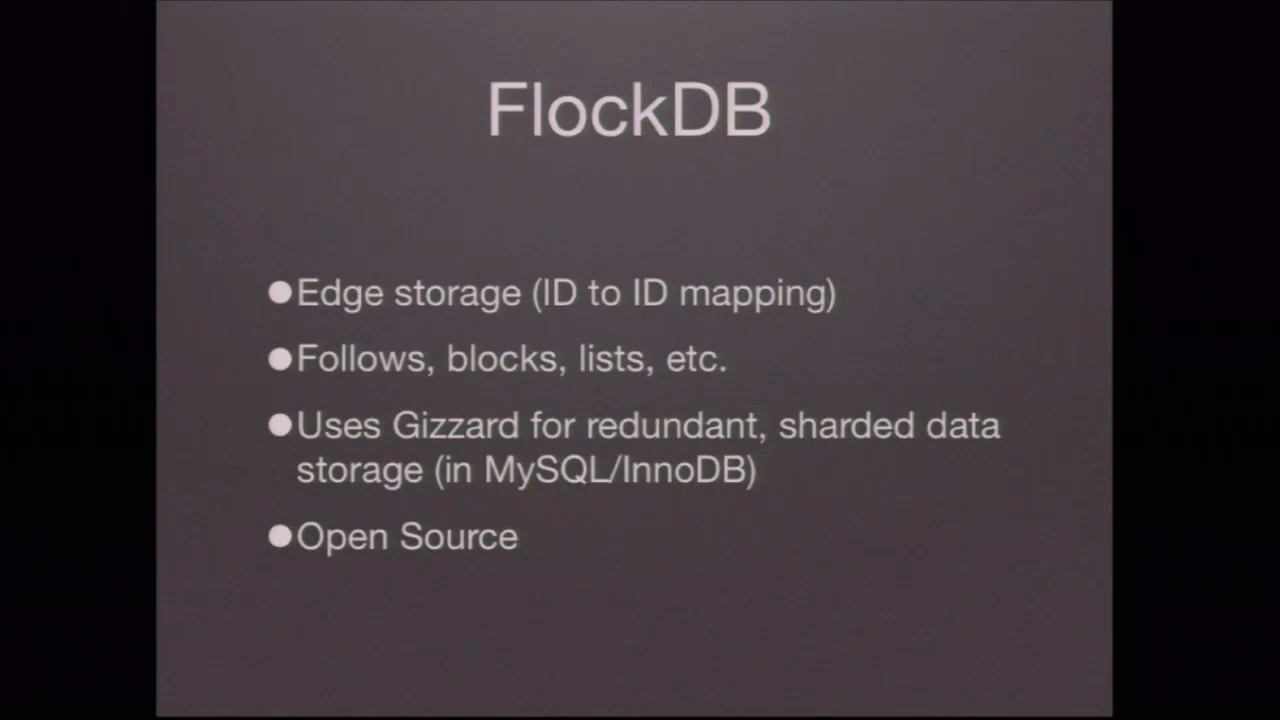 FlockDB
●Edge storage (ID to ID mapping)
●Follows, blocks, lists, etc.
●Uses Gizzard for redundant, sharded data
storage (in MySQL/InnoDB)
●Open Source